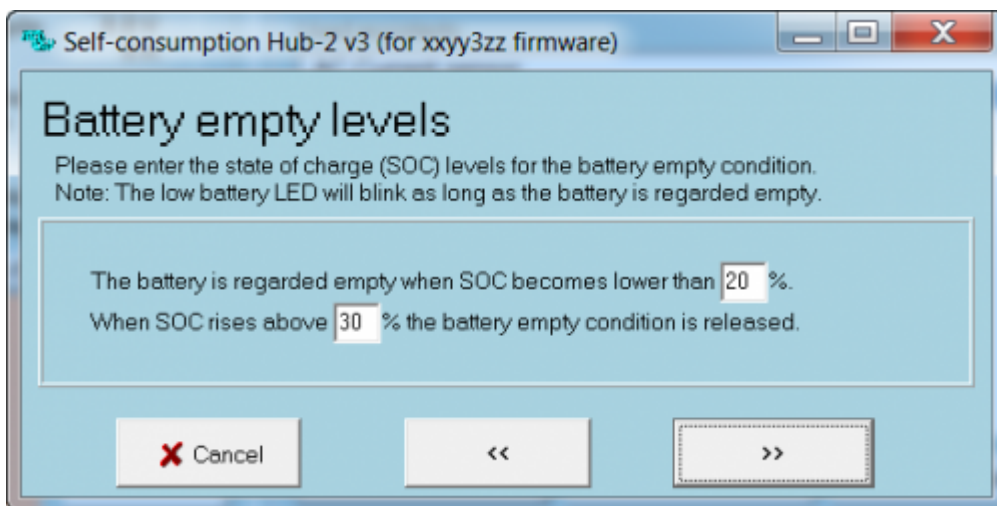 Self-consumption Hub-2 v3 (for xxyy3zz firmware)
Battery empty levels
Please enter the state of charge (SOC) levels for the battery empty condition.
Note: The low battery LED will blink as long as the battery is regarded empty.
The battery is regarded empty when SOC becomes lower than 20 %.
When SOC rises above 30 % the battery empty condition is released.
Cancel << >>